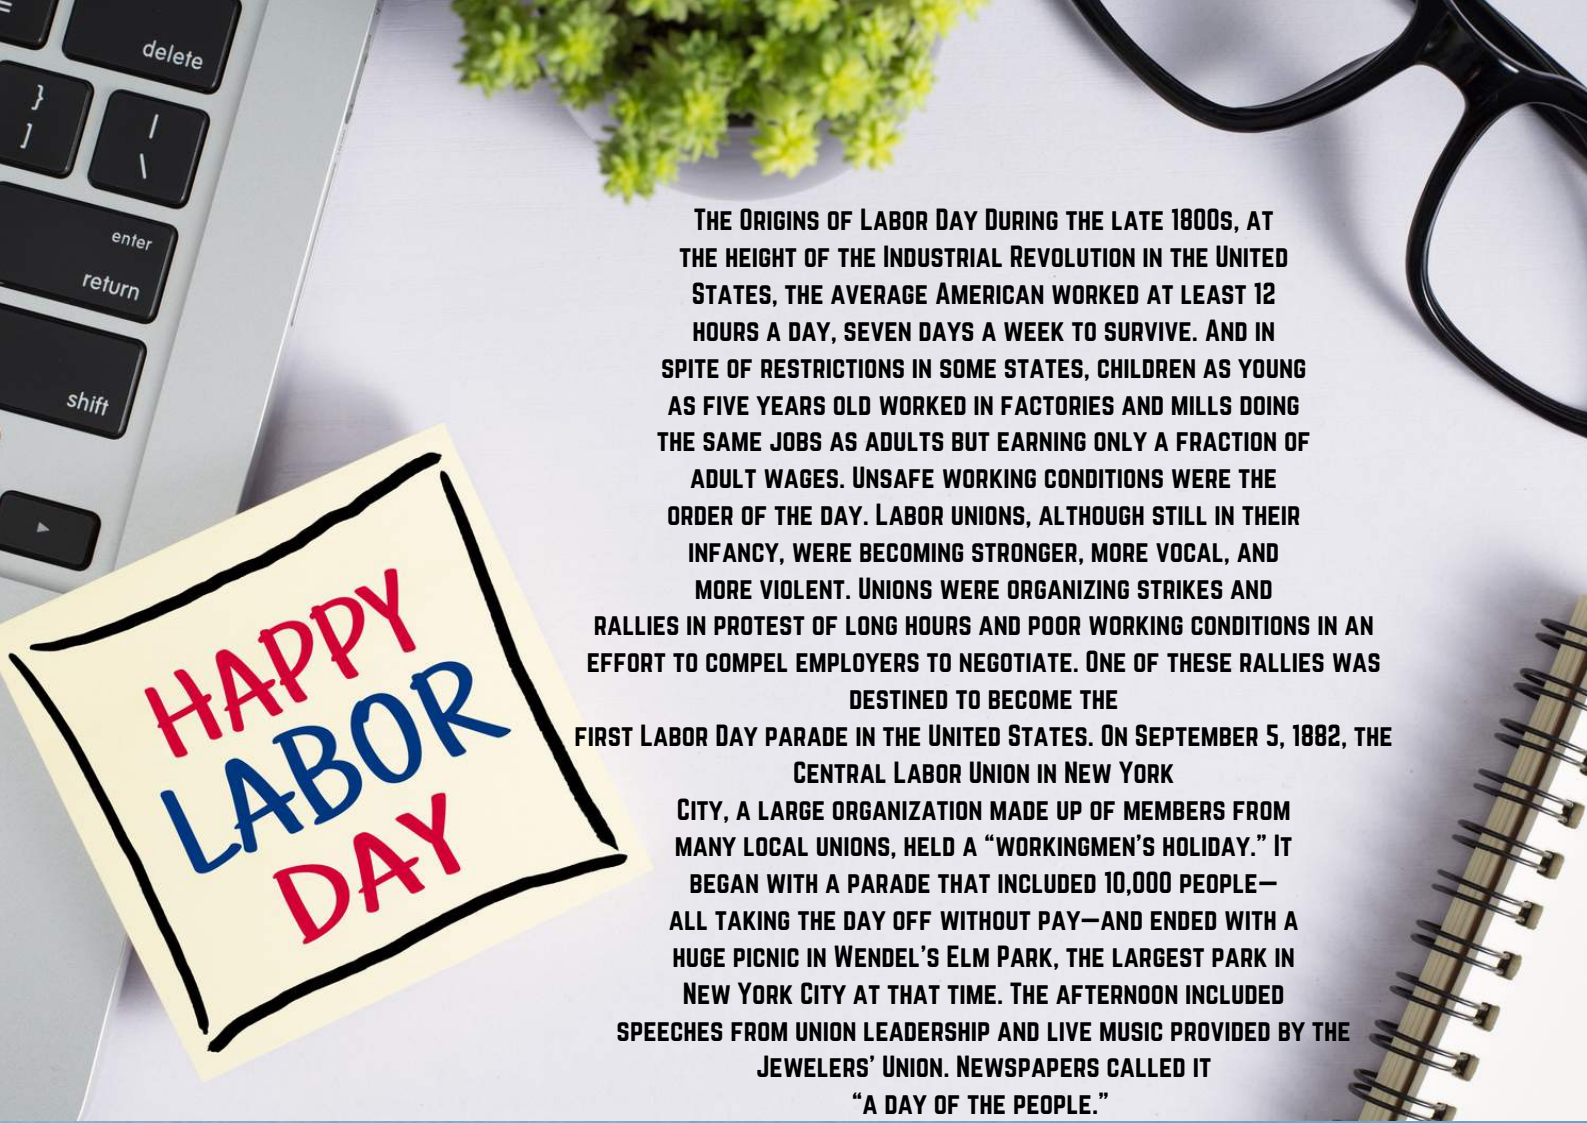 =
delete
}
]
|
\
enter
return
shift
HAPPY
LABOR
DAY
The Origins of Labor Day During the late 1800s, at
the height of the Industrial Revolution in the United
States, the average American worked at least 12
hours a day, seven days a week to survive. And in
spite of restrictions in some states, children as young
as five years old worked in factories and mills doing
the same jobs as adults but earning only a fraction of
adult wages. Unsafe working conditions were the
order of the day. Labor unions, although still in their
infancy, were becoming stronger, more vocal, and
more violent. Unions were organizing strikes and
rallies in protest of long hours and poor working conditions in an
effort to compel employers to negotiate. One of these rallies was
destined to become the
first Labor Day parade in the United States. On September 5, 1882, the
Central Labor Union in New York
City, a large organization made up of members from
many local unions, held a “workingmen’s holiday.” It
began with a parade that included 10,000 people—
all taking the day off without pay—and ended with a
huge picnic in Wendel’s Elm Park, the largest park in
New York City at that time. The afternoon included
speeches from union leadership and live music provided by the
Jewelers’ Union. Newspapers called it
“a day of the people.”